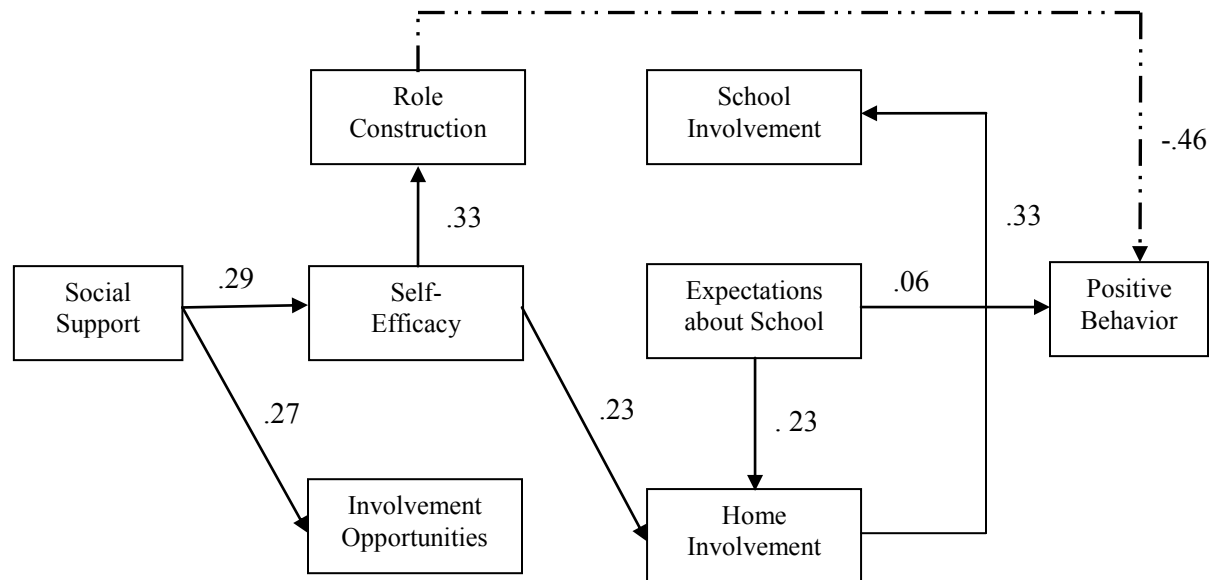 Role
Construction
School
Involvement
-.46
.33
.33
Social
Support
.29
Self-
Efficacy
Expectations
about School
.06
Positive
Behavior
.27
.23
. 23
Involvement
Opportunities
Home
Involvement